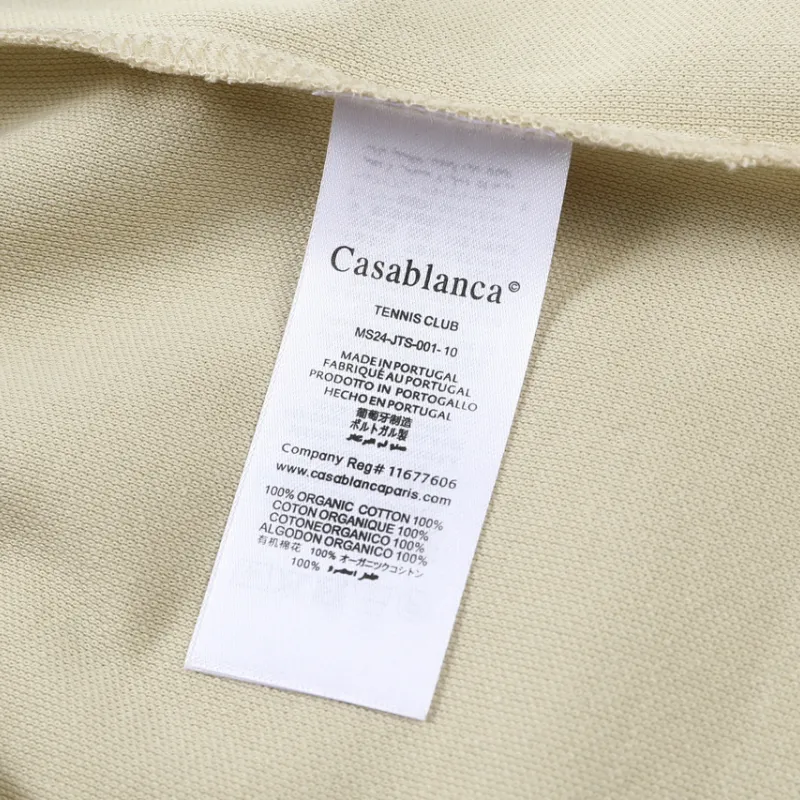 Casablanca©
TENNIS CLUB
MS24-JTS-001-10
MADE IN PORTUGAL
FABRIQUÉ AU PORTUGAL
PRODOTTO IN PORTOGALLO
HECHO EN PORTUGAL
葡萄牙制造
ポルトガル製
Company Reg# 11677606
www.casablancaparis.com
100% ORGANIC COTTON 100%
COTON ORGANIQUE 100%
COTONEORGANICO 100%
ALGODON ORGANICO 100%
有机棉花 100% オーガニックコットン
100%